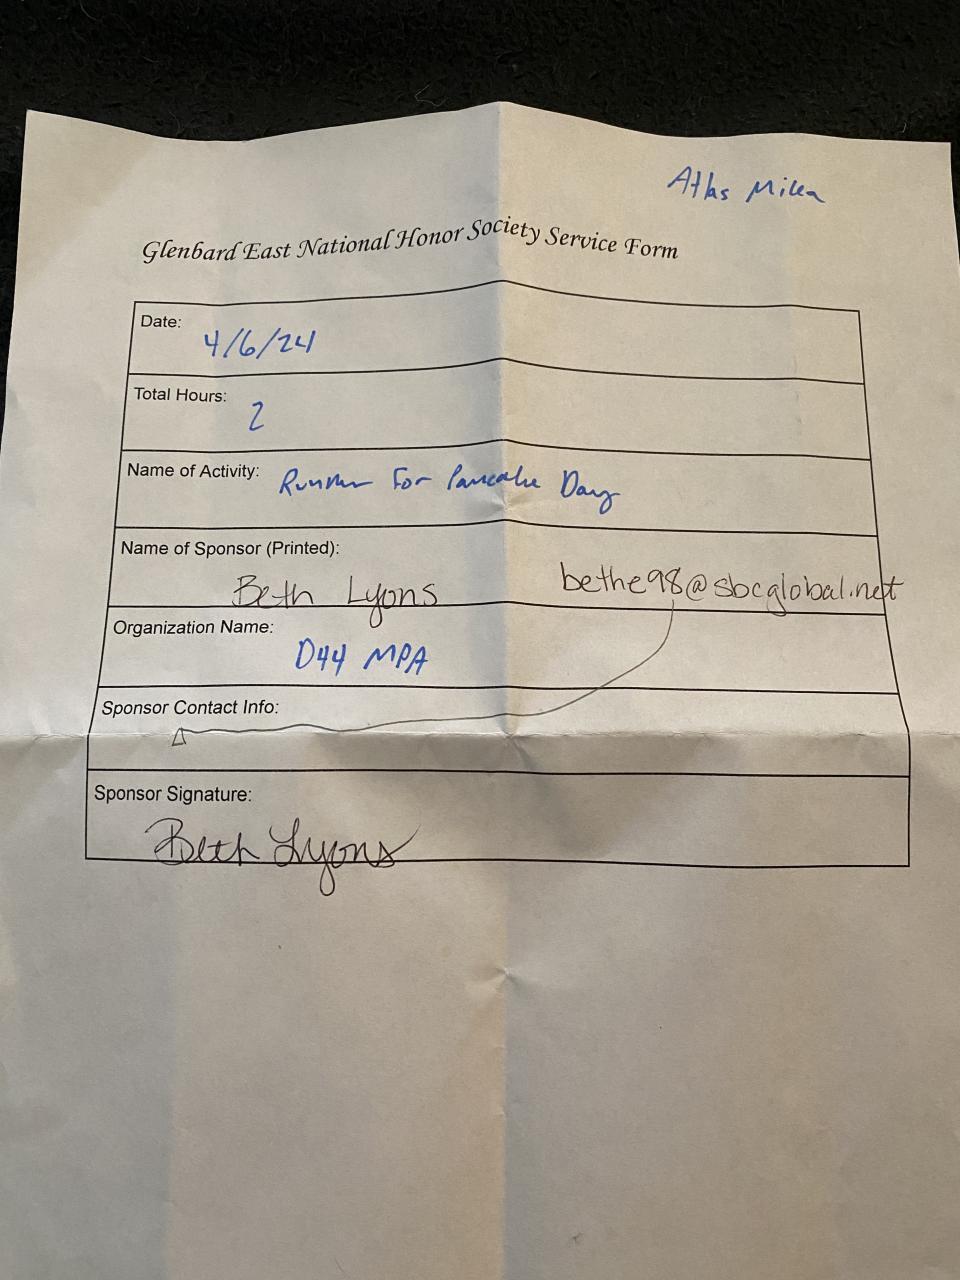 Atlas Milea
Glenbard East National Honor Society Service Form
Date: 4/6/24
Total Hours: 2
Name of Activity: Runner For Pancake Day
Name of Sponsor (Printed):
Beth Lyons bethe98@sbcglobal.net
Organization Name:
D44 MPA
Sponsor Contact Info:
Sponsor Signature:
Beth Lyons